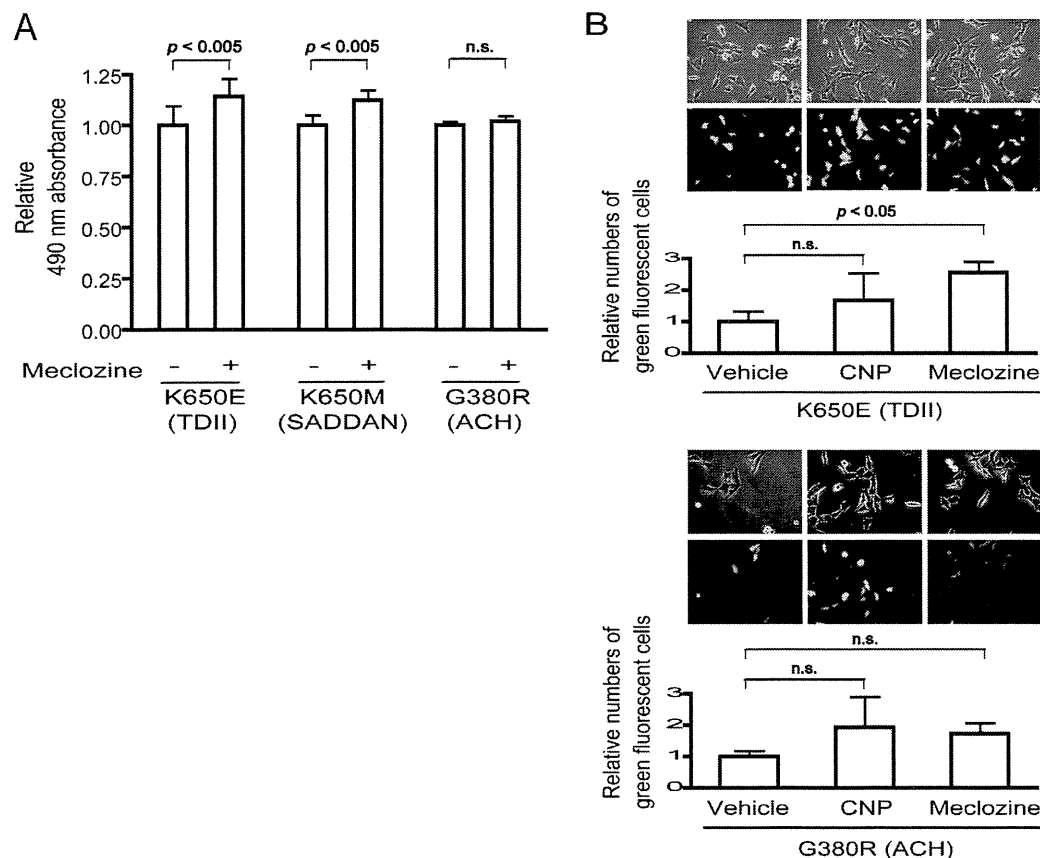 A
p < 0.005
p < 0.005
n.s.
Relative
490 nm absorbance
1.25
1.00
0.75
0.50
0.25
0.00
Meclozine
- + - + - +
K650E K650M G380R
(TDII) (SADDAN) (ACH)
B
p < 0.05
n.s.
Relative numbers of
green fluorescent cells
3
2
1
0
Vehicle CNP Meclozine
K650E (TDII)
n.s.
n.s.
Relative numbers of
green fluorescent cells
3
2
1
0
Vehicle CNP Meclozine
G380R (ACH)